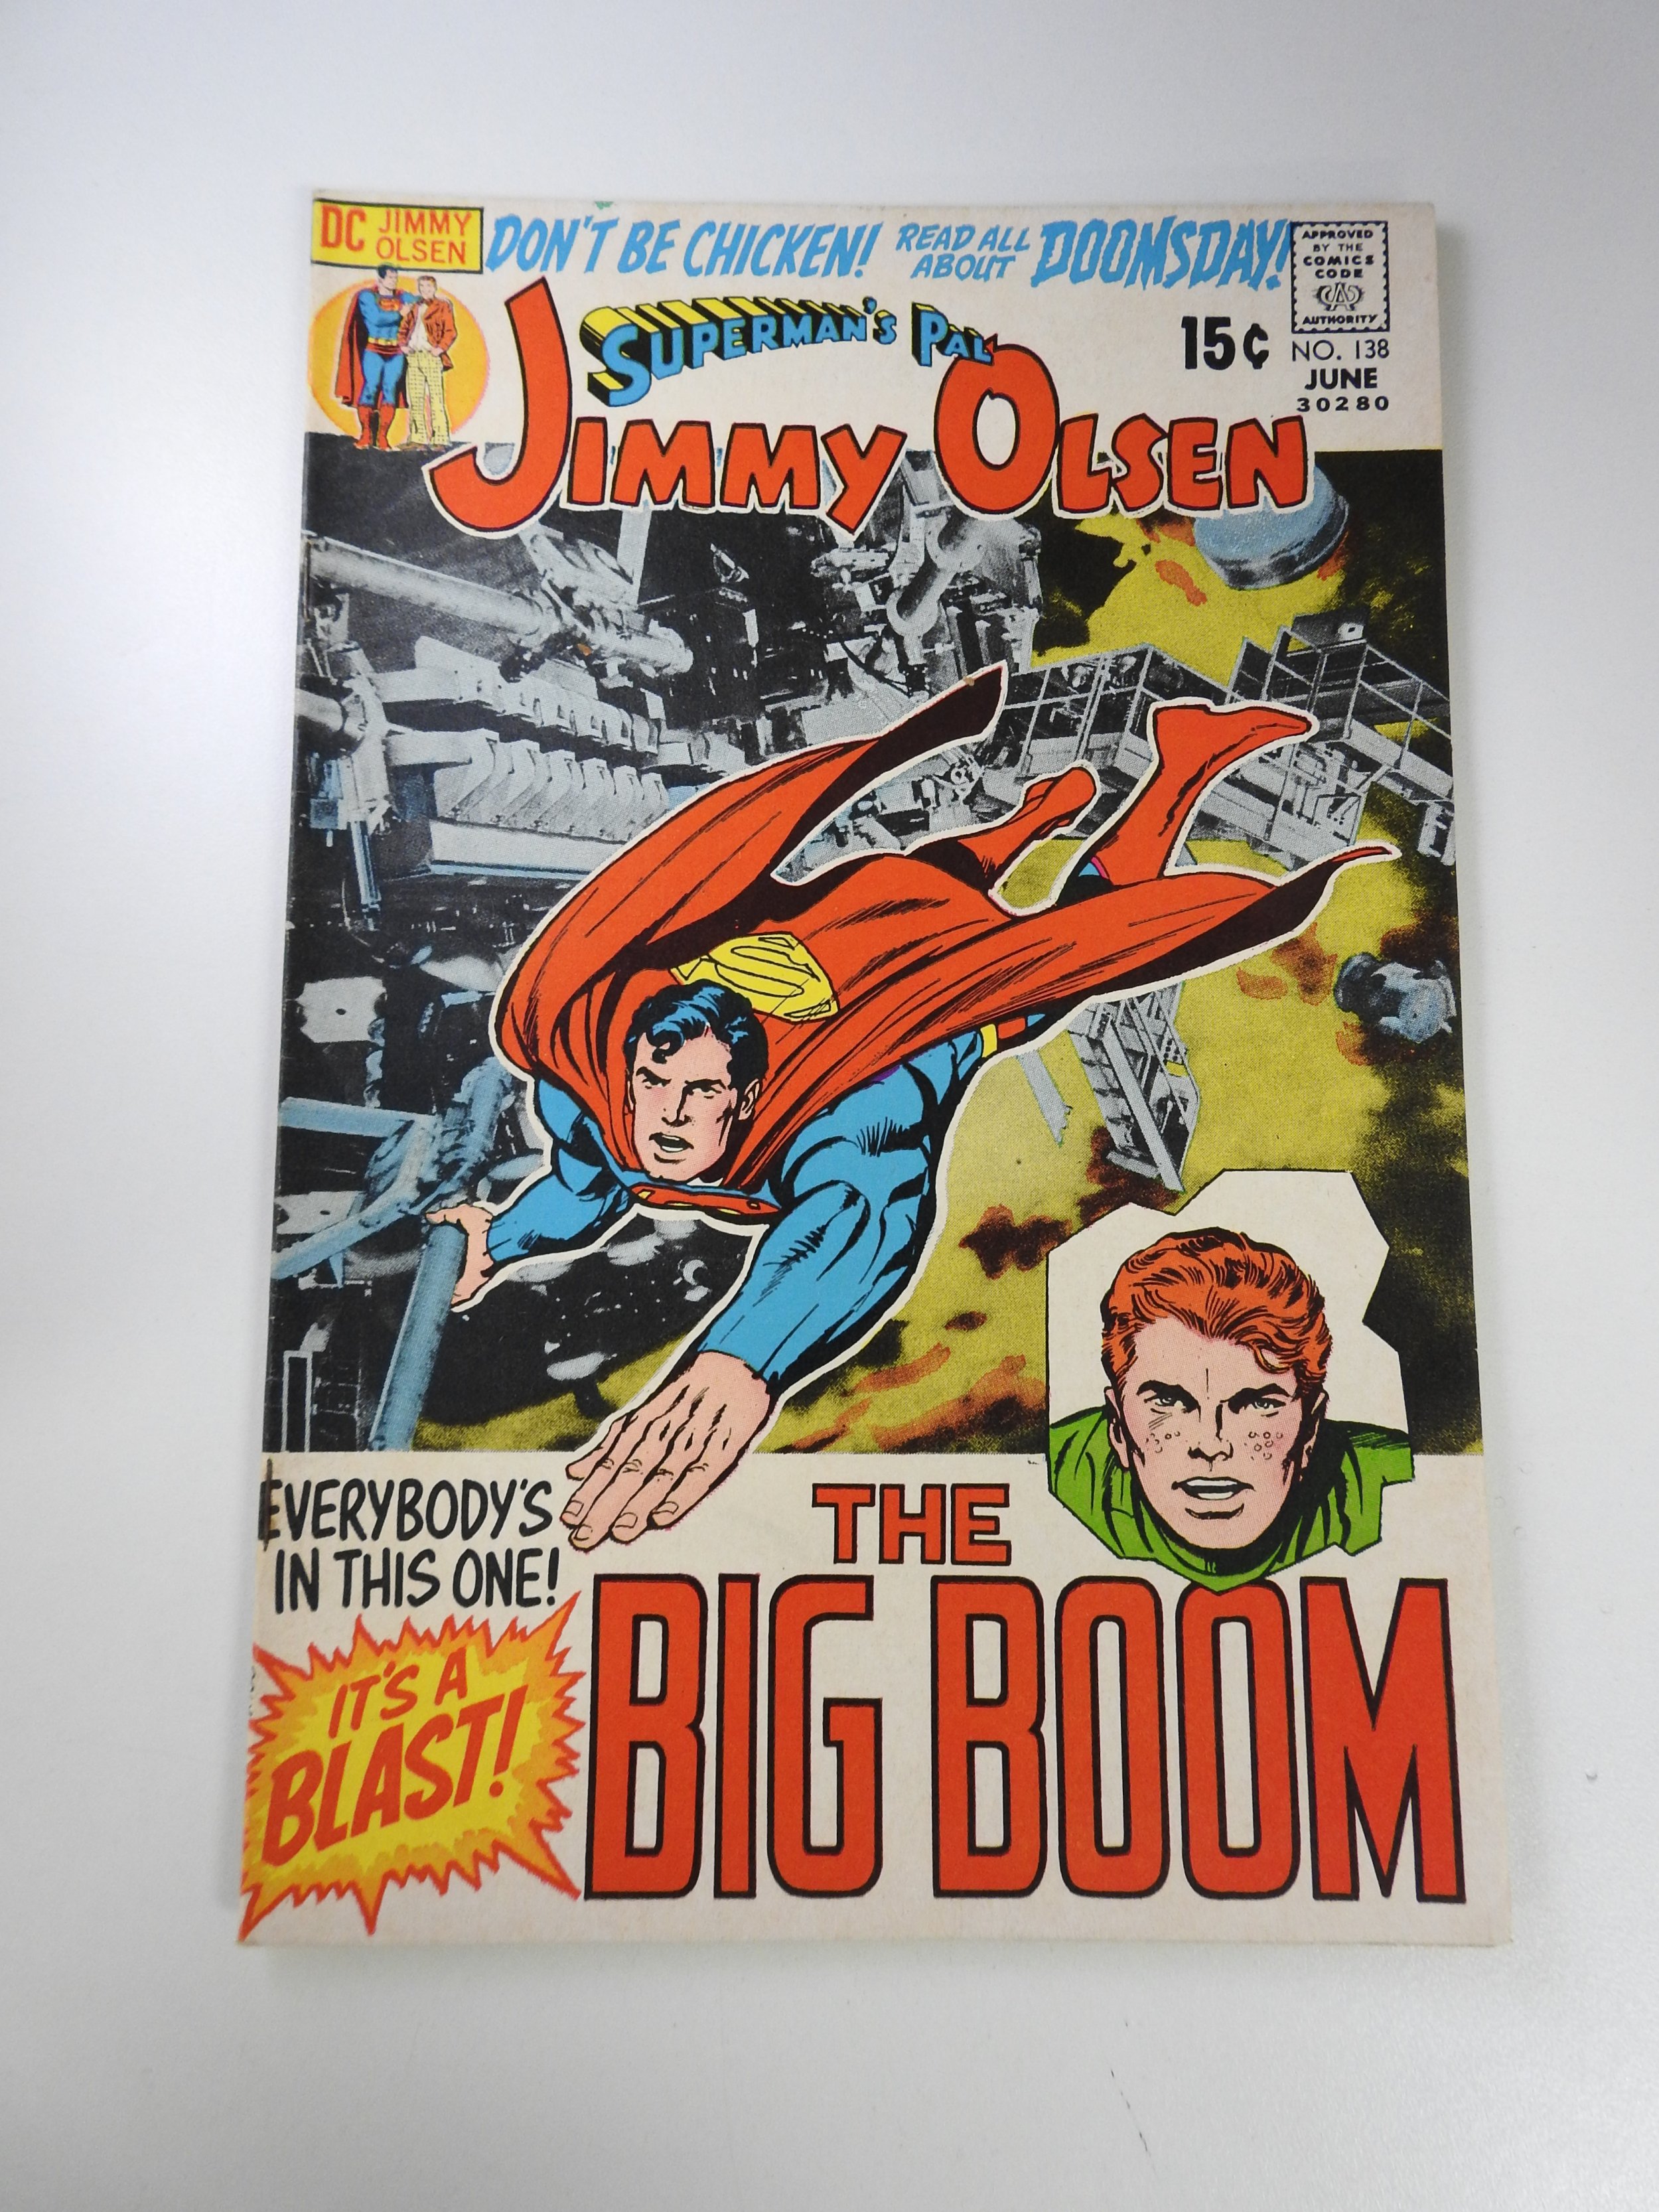 DC JIMMY
OLSEN
DON'T BE CHICKEN! READ ALL
ABOUT DOOMSDAY!
APPROVED
BY THE
COMICS
CODE
CA
AUTHORITY
SUPERMAN'S PAL
JIMMY OLSEN
15¢
NO. 138
JUNE
30280
EVERYBODY'S
IN THIS ONE!
IT'S A
BLAST!
THE
BIG BOOM